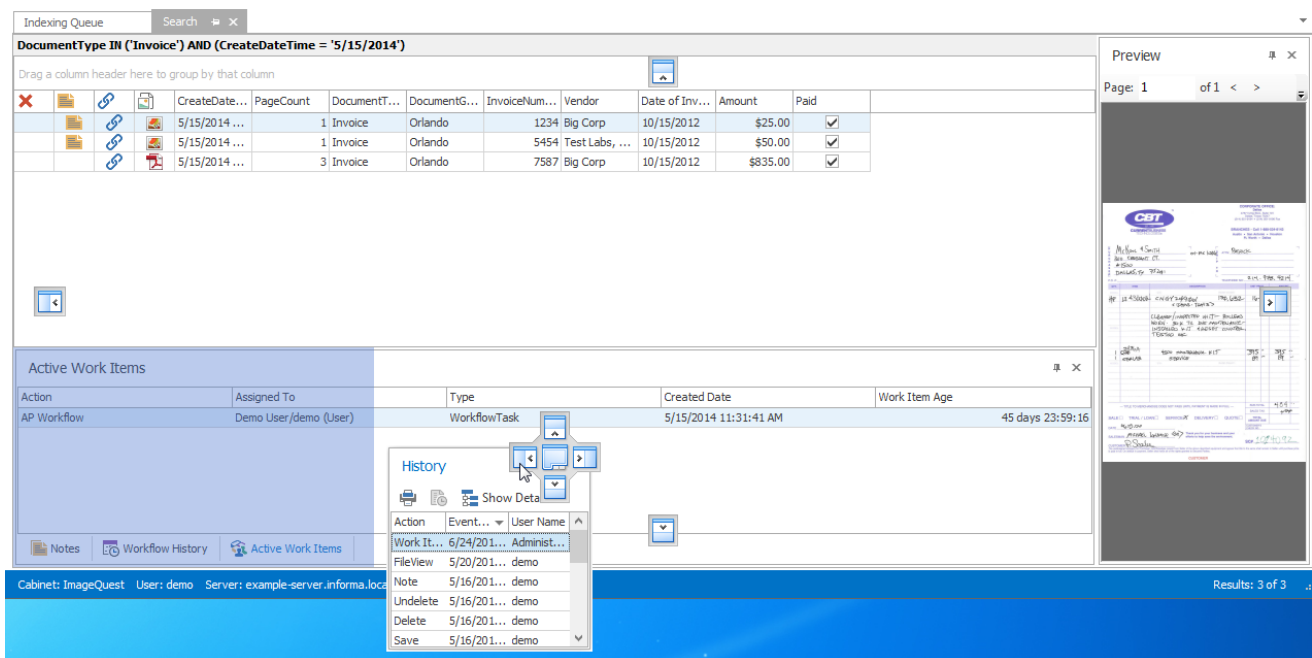 Indexing Queue Search
DocumentType IN ('Invoice') AND (CreateDateTime = '5/15/2014')
Drag a column header here to group by that column
CreateDate... PageCount DocumentT... DocumentG... InvoiceNum... Vendor Date of Inv... Amount Paid
5/15/2014 ... 1 Invoice Orlando 1234 Big Corp 10/15/2012 $25.00
5/15/2014 ... 1 Invoice Orlando 5454 Test Labs, ... 10/15/2012 $50.00
5/15/2014 ... 3 Invoice Orlando 7587 Big Corp 10/15/2012 $835.00
Preview
Page: 1 of 1 < >
CBT
Active Work Items
Action Assigned To Type Created Date Work Item Age
AP Workflow Demo User/demo (User) WorkflowTask 5/15/2014 11:31:41 AM 45 days 23:59:16
Notes Workflow History Active Work Items
History
Show Deta
Action Event... User Name
Work It... 6/24/201... Administ...
FileView 5/20/201... demo
Note 5/16/201... demo
Undelete 5/16/201... demo
Delete 5/16/201... demo
Save 5/16/201... demo
Cabinet: ImageQuest User: demo Server: example-server.informa.loca
Results: 3 of 3